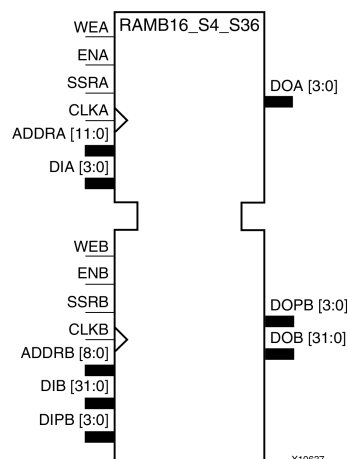 RAMB16_S4_S36
WEA
ENA
SSRA
CLKA
ADDRA [11:0]
DIA [3:0]
DOA [3:0]
WEB
ENB
SSRB
CLKB
ADDRB [8:0]
DIB [31:0]
DIPB [3:0]
DOPB [3:0]
DOB [31:0]